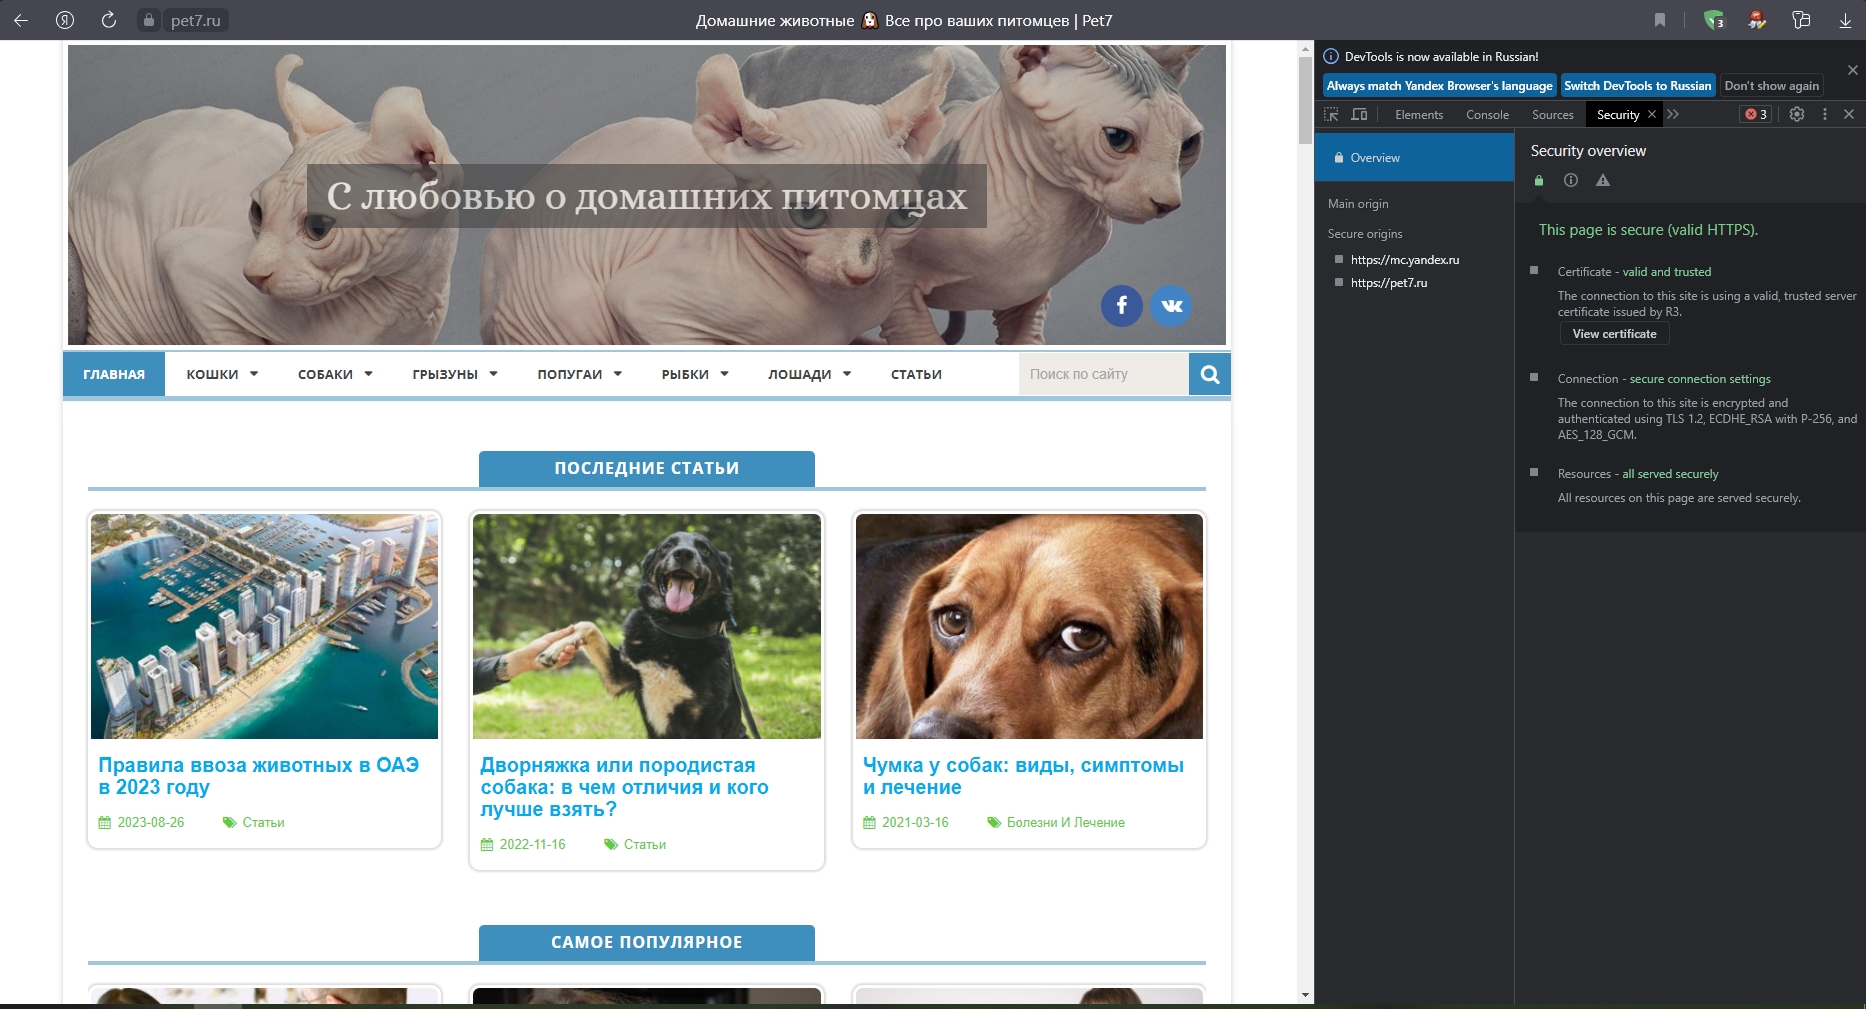 pet7.ru
Домашние животные Все про ваших питомцев | Pet7
3
С любовью о домашних питомцах
ГЛАВНАЯ КОШКИ СОБАКИ ГРЫЗУНЫ ПОПУГАИ РЫБКИ ЛОШАДИ СТАТЬИ Поиск по сайту
ПОСЛЕДНИЕ СТАТЬИ
Правила ввоза животных в ОАЭ
в 2023 году
2023-08-26 Статьи
Дворняжка или породистая
собака: в чем отличия и кого
лучше взять?
2022-11-16 Статьи
Чумка у собак: виды, симптомы
и лечение
2021-03-16 Болезни И Лечение
САМОЕ ПОПУЛЯРНОЕ
DevTools is now available in Russian!
Always match Yandex Browser's language Switch DevTools to Russian Don't show again
Elements Console Sources Security 3
Overview
Main origin
Secure origins
https://mc.yandex.ru
https://pet7.ru
Security overview
This page is secure (valid HTTPS).
Certificate - valid and trusted
The connection to this site is using a valid, trusted server
certificate issued by R3.
View certificate
Connection - secure connection settings
The connection to this site is encrypted and
authenticated using TLS 1.2, ECDHE_RSA with P-256, and
AES_128_GCM.
Resources - all served securely
All resources on this page are served securely.